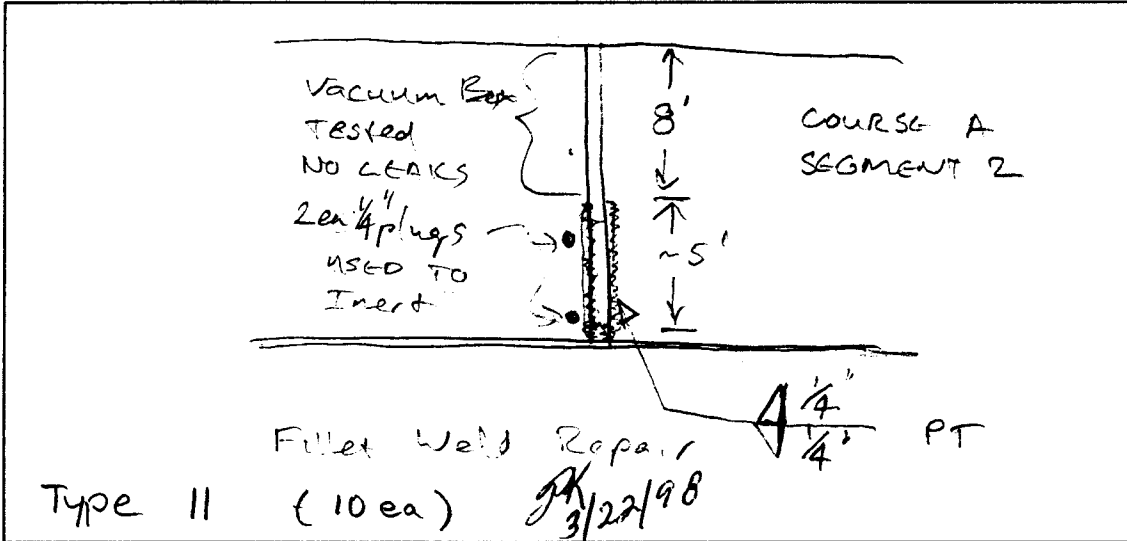 Vacuum Box
Tested
NO LEAKS
2ea 1/4" plugs
USED TO
Inert
8'
~5'
COURSE A
SEGMENT 2
1/4"
1/4"
PT
Fillet Weld Repair
Type II (10 ea)
3/22/98